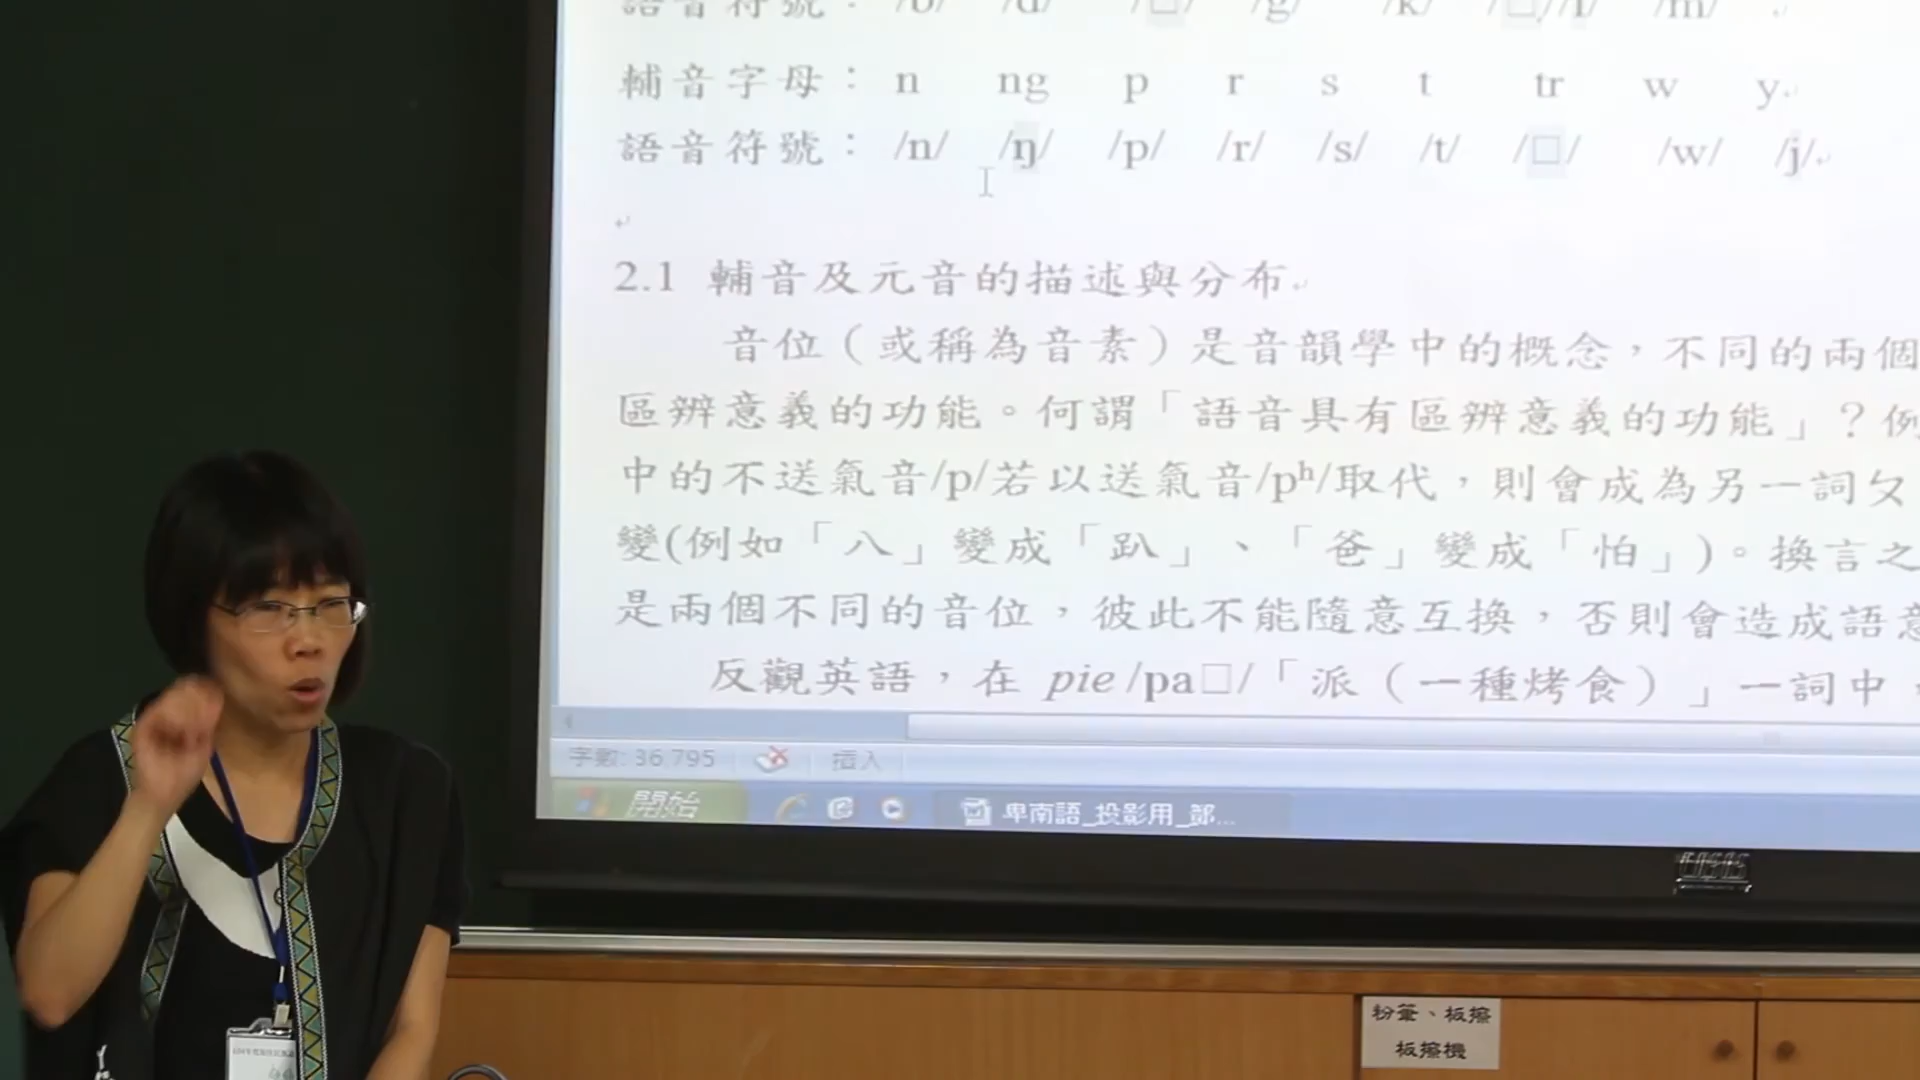 語音符號： /b/ /d/ /□/ /g/ /k/ /□/ /l/ /m/
輔音字母： n ng p r s t tr w y
語音符號： /n/ /ŋ/ /p/ /r/ /s/ /t/ /□/ /w/ /j/
2.1 輔音及元音的描述與分布
音位（或稱為音素）是音韻學中的概念，不同的兩個
區辨意義的功能。何謂「語音具有區辨意義的功能」？例
中的不送氣音/p/若以送氣音/pʰ/取代，則會成為另一詞
變(例如「八」變成「趴」、「爸」變成「怕」)。換言之
是兩個不同的音位，彼此不能隨意互換，否則會造成語意
反觀英語，在 pie /pa□/「派（一種烤食）」一詞中，
字數: 36,795 插入
開始 卑南語_投影用_鄧...
粉筆、板擦
板擦機